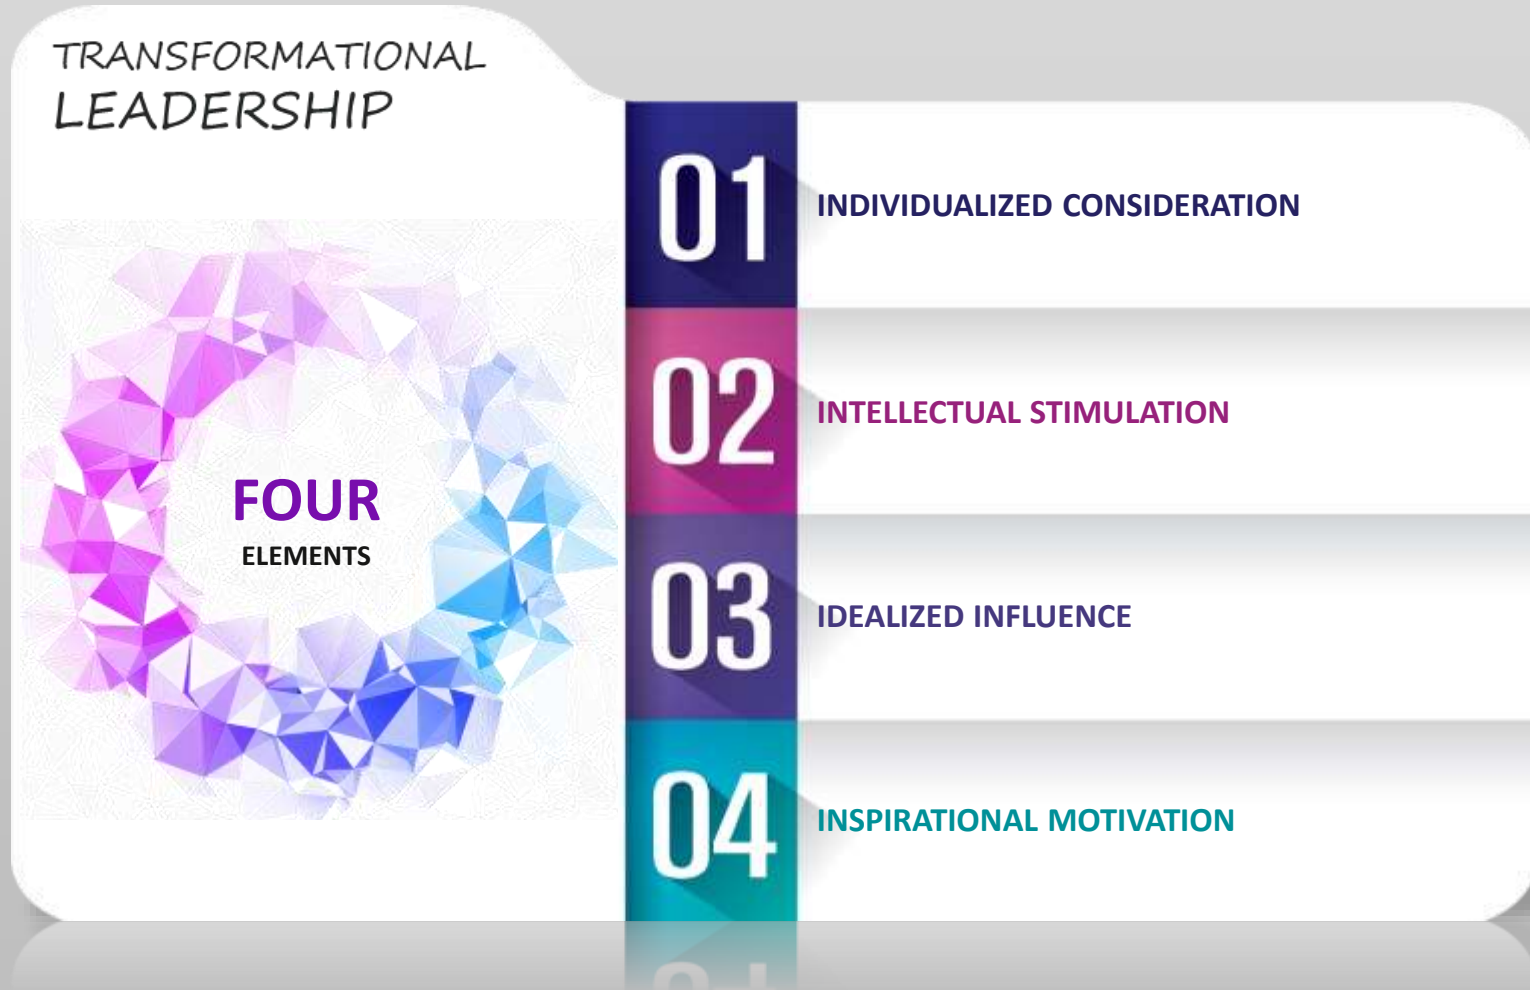 TRANSFORMATIONAL
LEADERSHIP
FOUR
ELEMENTS
01
INDIVIDUALIZED CONSIDERATION
02
INTELLECTUAL STIMULATION
03
IDEALIZED INFLUENCE
04
INSPIRATIONAL MOTIVATION